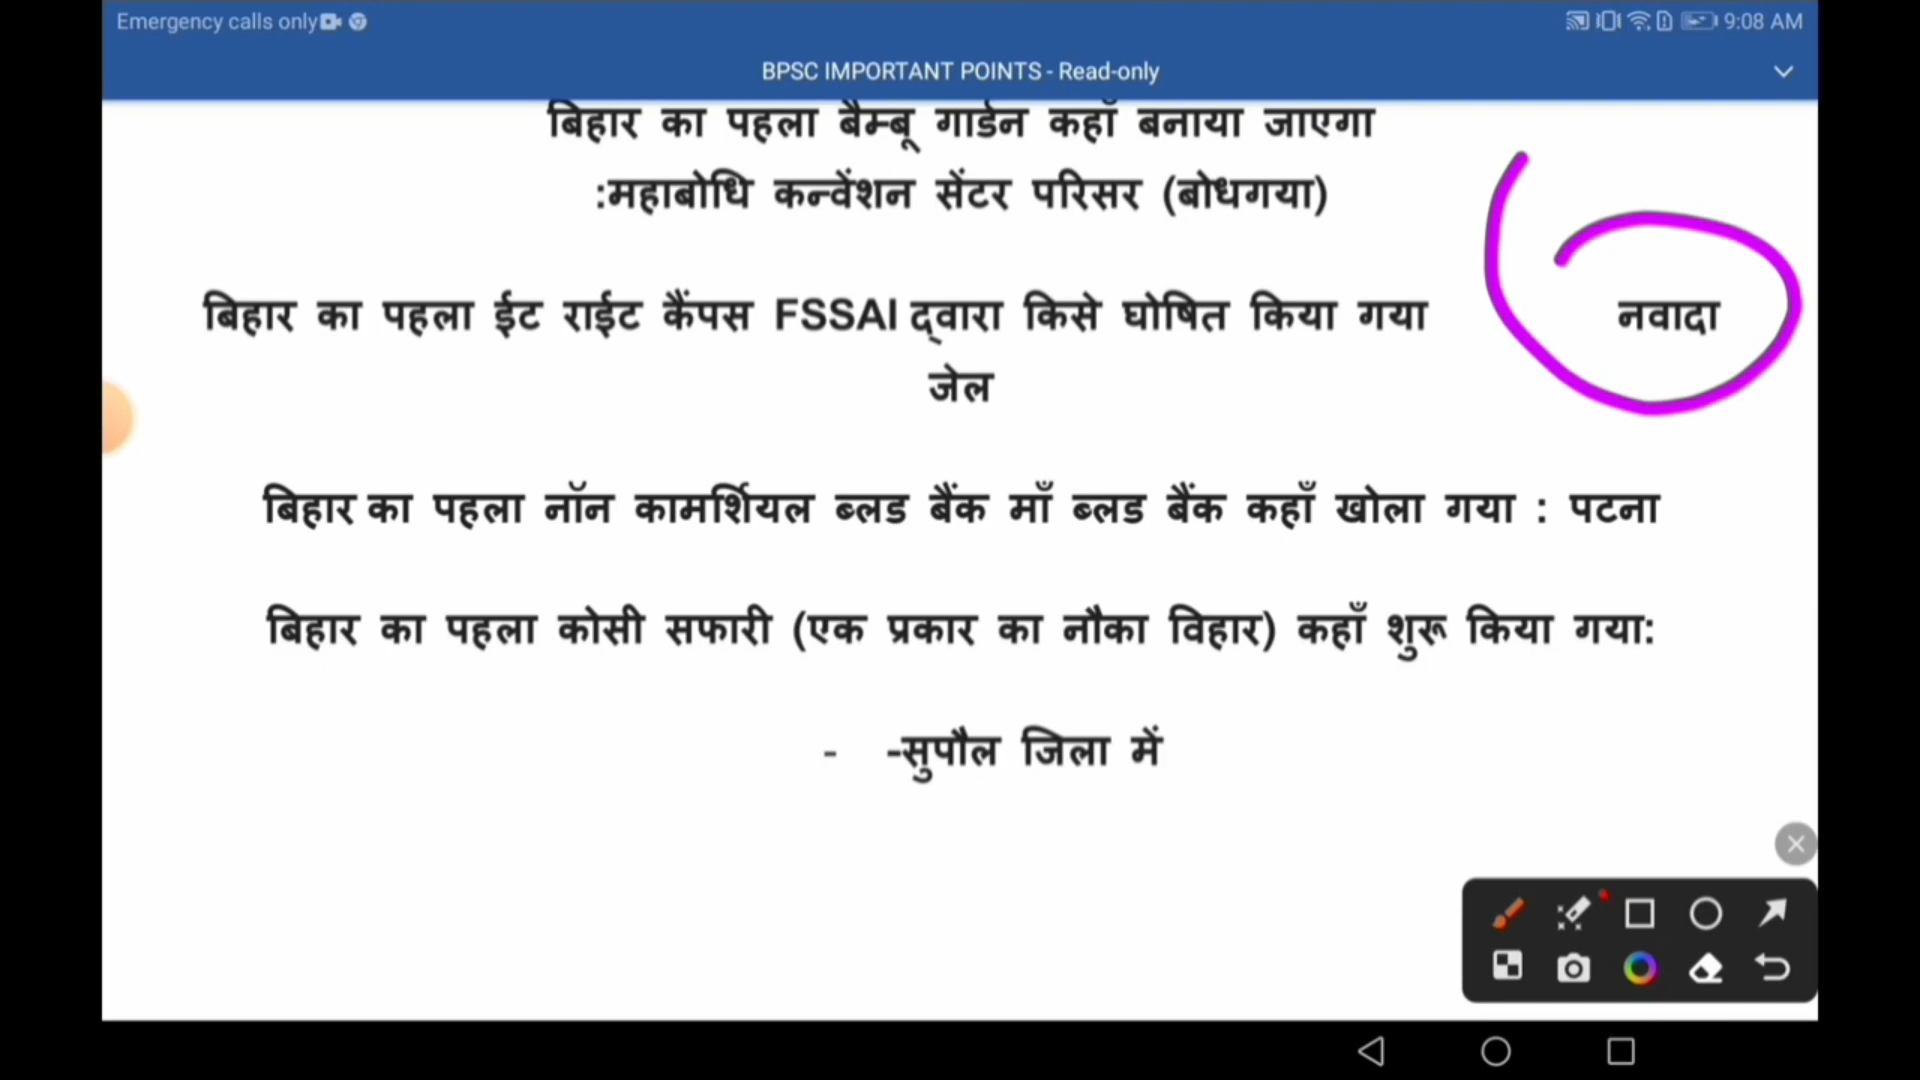 Emergency calls only
9:08 AM
BPSC IMPORTANT POINTS - Read-only
बिहार का पहला बैम्बू गार्डन कहाँ बनाया जाएगा
:महाबोधि कन्वेंशन सेंटर परिसर (बोधगया)
बिहार का पहला ईट राईट कैंपस FSSAI द्वारा किसे घोषित किया गया नवादा
जेल
बिहार का पहला नॉन कामर्शियल ब्लड बैंक माँ ब्लड बैंक कहाँ खोला गया : पटना
बिहार का पहला कोसी सफारी (एक प्रकार का नौका विहार) कहाँ शुरू किया गया:
- -सुपौल जिला में